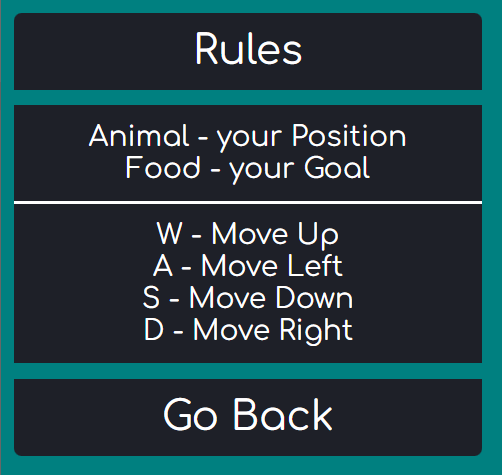 Rules
Animal - your Position
Food - your Goal
W - Move Up
A - Move Left
S - Move Down
D - Move Right
Go Back